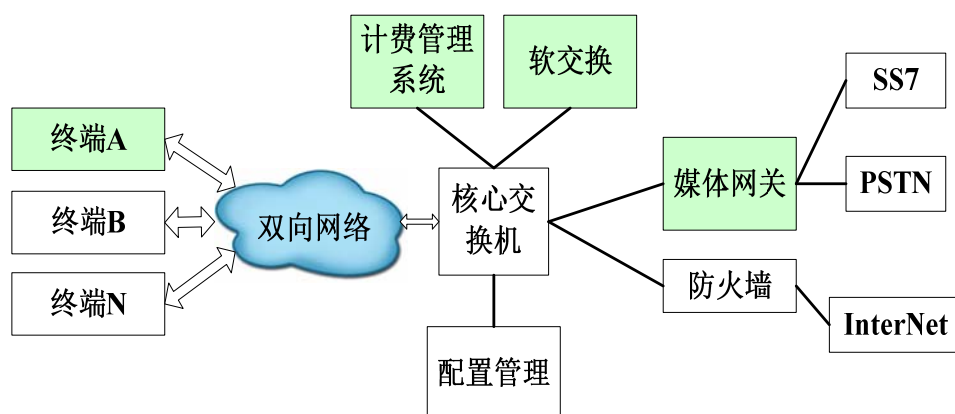 计费管理
系统
软交换
SS7
终端A
媒体网关
PSTN
终端B
双向网络
核心交
换机
终端N
防火墙
InterNet
配置管理